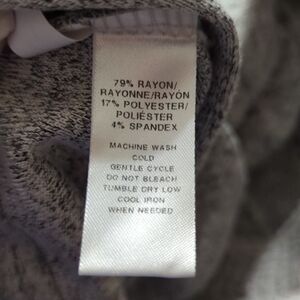 79% RAYON/
RAYONNE/RAYÓN
17% POLYESTER/
POLIÉSTER
4% SPANDEX
MACHINE WASH
COLD
GENTLE CYCLE
DO NOT BLEACH
TUMBLE DRY LOW
COOL IRON
WHEN NEEDED